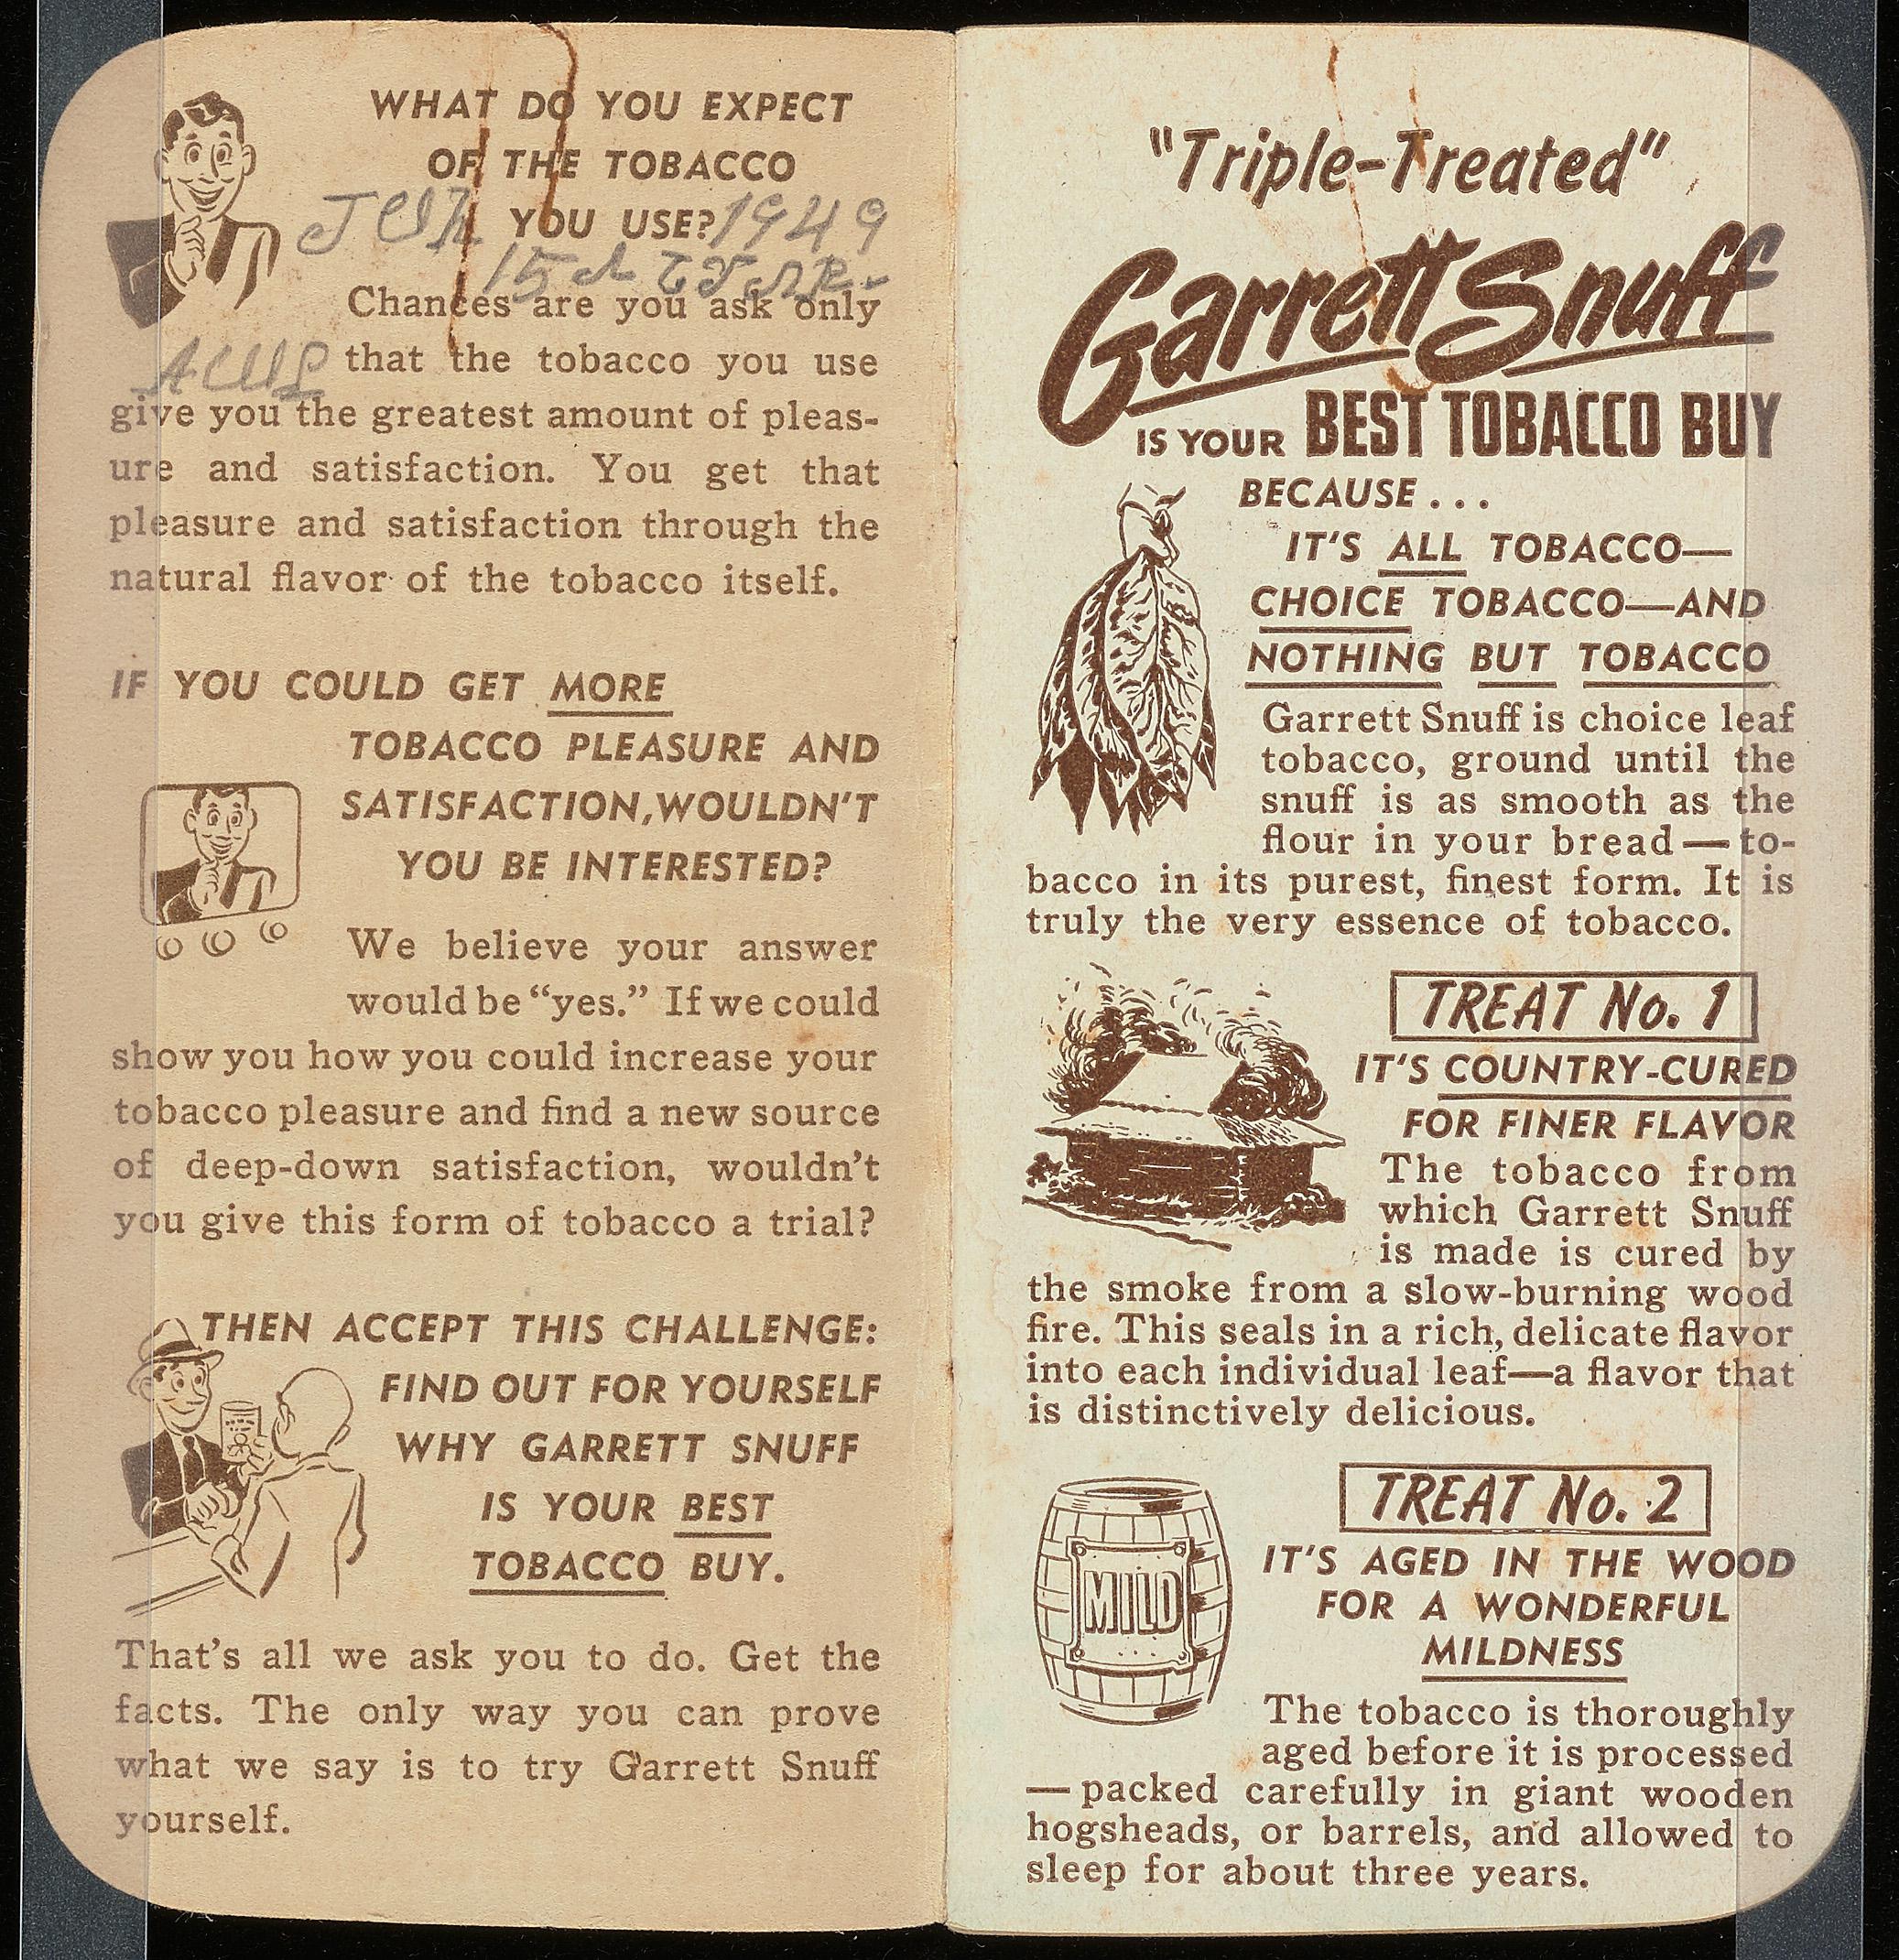 WHAT DO YOU EXPECT
OF THE TOBACCO
YOU USE? 1949
15
Chances are you ask only
that the tobacco you use
give you the greatest amount of pleas-
ure and satisfaction. You get that
pleasure and satisfaction through the
natural flavor of the tobacco itself.
IF YOU COULD GET MORE
TOBACCO PLEASURE AND
SATISFACTION, WOULDN'T
YOU BE INTERESTED?
We believe your answer
would be “yes.” If we could
show you how you could increase your
tobacco pleasure and find a new source
of deep-down satisfaction, wouldn't
you give this form of tobacco a trial?
THEN ACCEPT THIS CHALLENGE:
FIND OUT FOR YOURSELF
WHY GARRETT SNUFF
IS YOUR BEST
TOBACCO BUY.
That's all we ask you to do. Get the
facts. The only way you can prove
what we say is to try Garrett Snuff
yourself.
"Triple-Treated"
Garrett Snuff
IS YOUR BEST TOBACCO BUY
BECAUSE...
IT'S ALL TOBACCO—
CHOICE TOBACCO—AND
NOTHING BUT TOBACCO
Garrett Snuff is choice leaf
tobacco, ground until the
snuff is as smooth as the
flour in your bread—to-
bacco in its purest, finest form. It is
truly the very essence of tobacco.
TREAT No. 1
IT'S COUNTRY-CURED
FOR FINER FLAVOR
The tobacco from
which Garrett Snuff
is made is cured by
the smoke from a slow-burning wood
fire. This seals in a rich, delicate flavor
into each individual leaf—a flavor that
is distinctively delicious.
TREAT No. 2
IT'S AGED IN THE WOOD
FOR A WONDERFUL
MILDNESS
MILD
The tobacco is thoroughly
aged before it is processed
—packed carefully in giant wooden
hogsheads, or barrels, and allowed to
sleep for about three years.